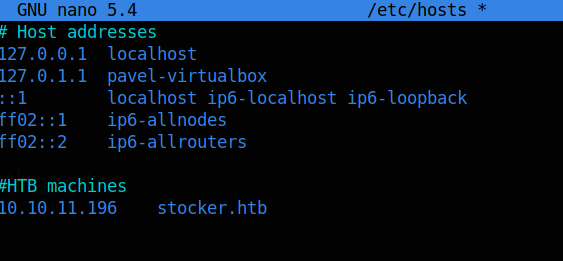 GNU nano 5.4 /etc/hosts *
# Host addresses
127.0.0.1 localhost
127.0.1.1 pavel-virtualbox
::1 localhost ip6-localhost ip6-loopback
ff02::1 ip6-allnodes
ff02::2 ip6-allrouters
#HTB machines
10.10.11.196 stocker.htb